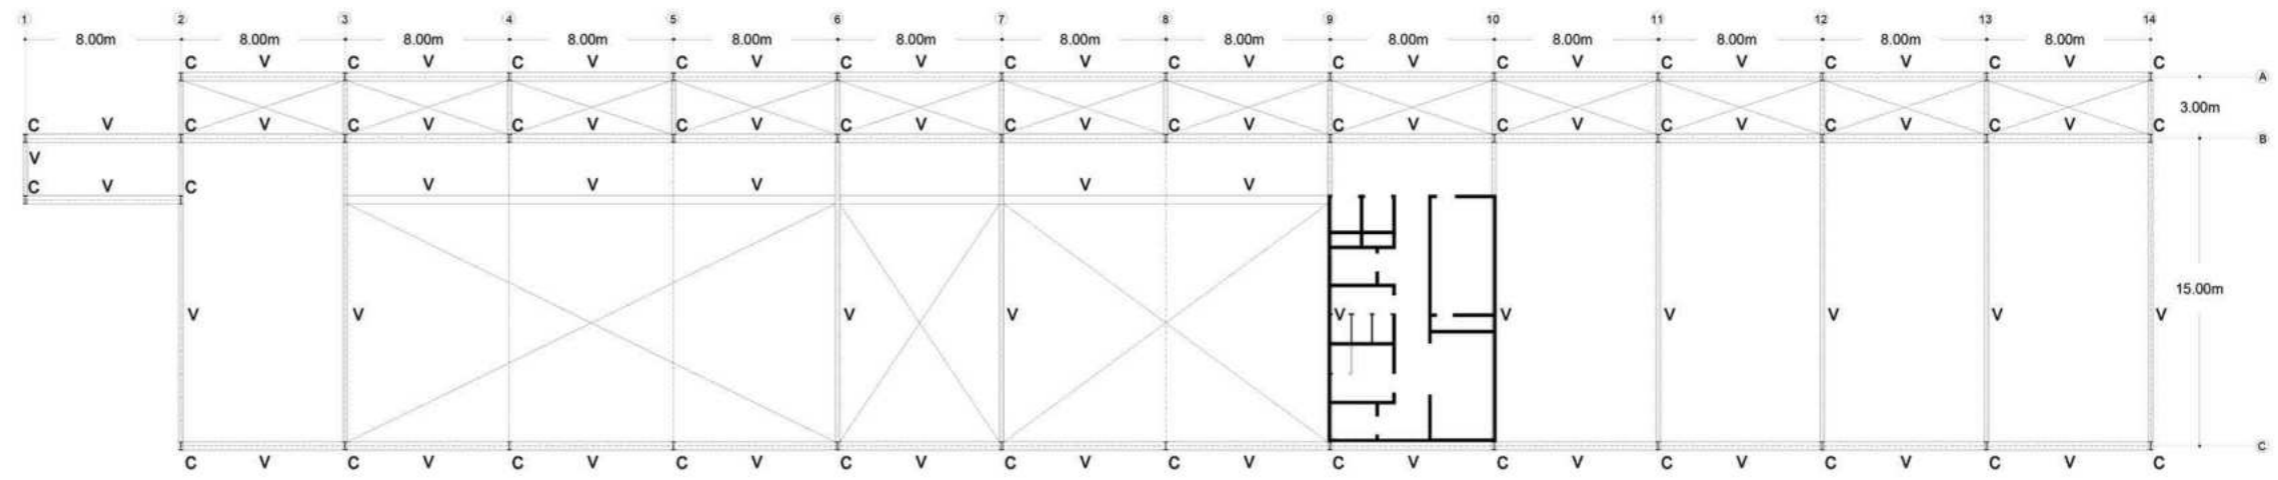 1 2 3 4 5 6 7 8 9 10 11 12 13 14
8.00m 8.00m 8.00m 8.00m 8.00m 8.00m 8.00m 8.00m 8.00m 8.00m 8.00m 8.00m 8.00m
C V C V C V C V C V C V C V C V C V C V C V C V C
A
3.00m
C V C V C V C V C V C V C V C V C V C V C V C V C V C
B
V
C V C V V V V V
15.00m
V V V V V V V V V V
C
C V C V C V C V C V C V C V C V C V C V C V C V C